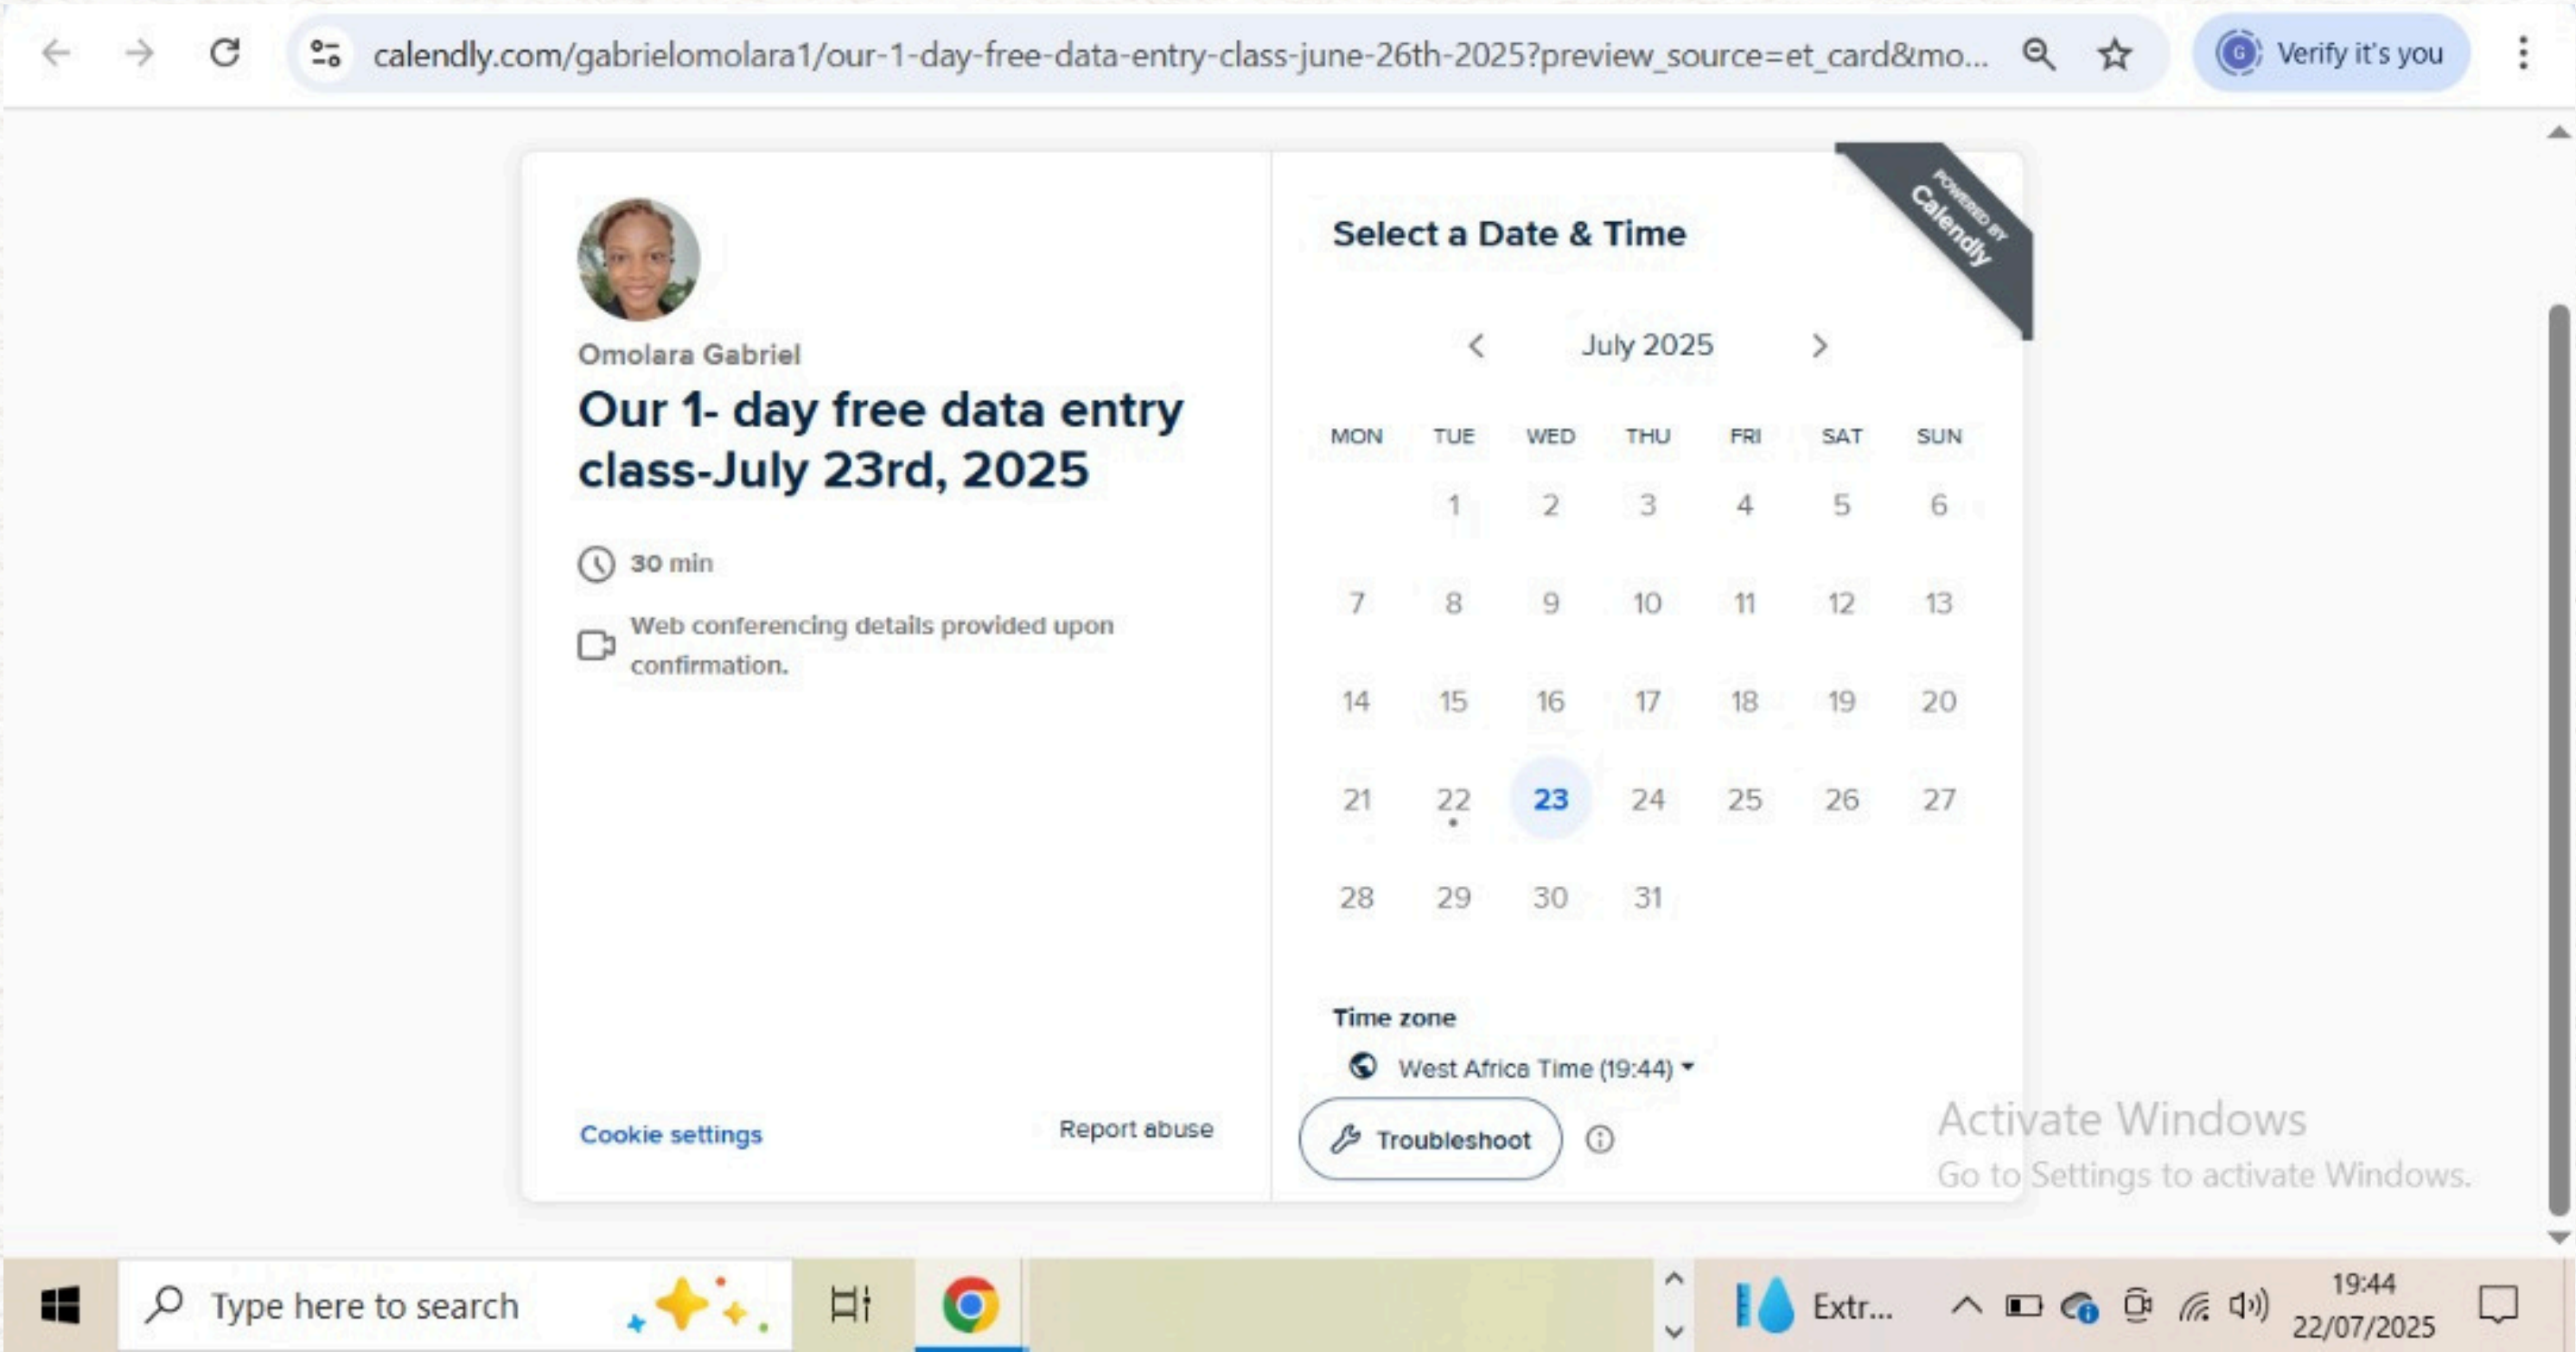 calendly.com/gabrielomolara1/our-1-day-free-data-entry-class-june-26th-2025?preview_source=et_card&mo...
G
Verify it's you
POWERED BY
Calendly
Omolara Gabriel
Our 1- day free data entry
class-July 23rd, 2025
30 min
Web conferencing details provided upon
confirmation.
Cookie settings
Report abuse
Select a Date & Time
July 2025
MON TUE WED THU FRI SAT SUN
1 2 3 4 5 6
7 8 9 10 11 12 13
14 15 16 17 18 19 20
21 22 23 24 25 26 27
28 29 30 31
Time zone
West Africa Time (19:44)
Troubleshoot
Activate Windows
Go to Settings to activate Windows.
Type here to search
Extr...
19:44
22/07/2025